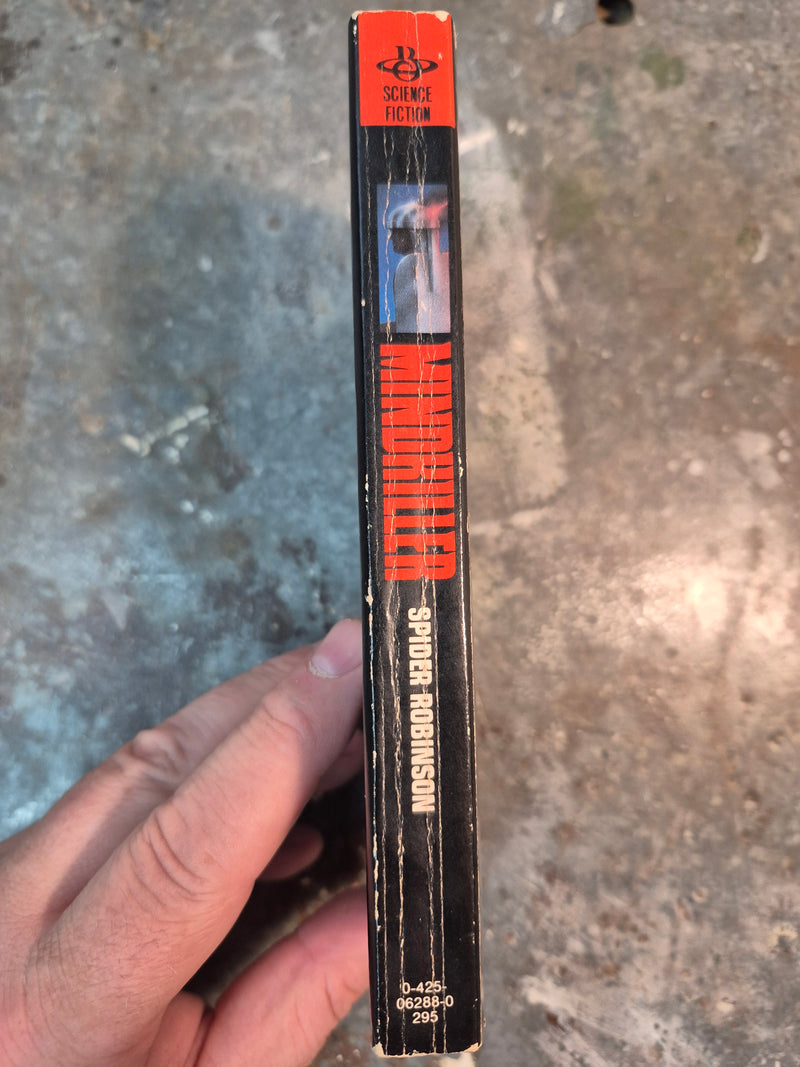 B
SCIENCE
FICTION
MINDKILLER
SPIDER ROBINSON
0-425-
06288-0
295